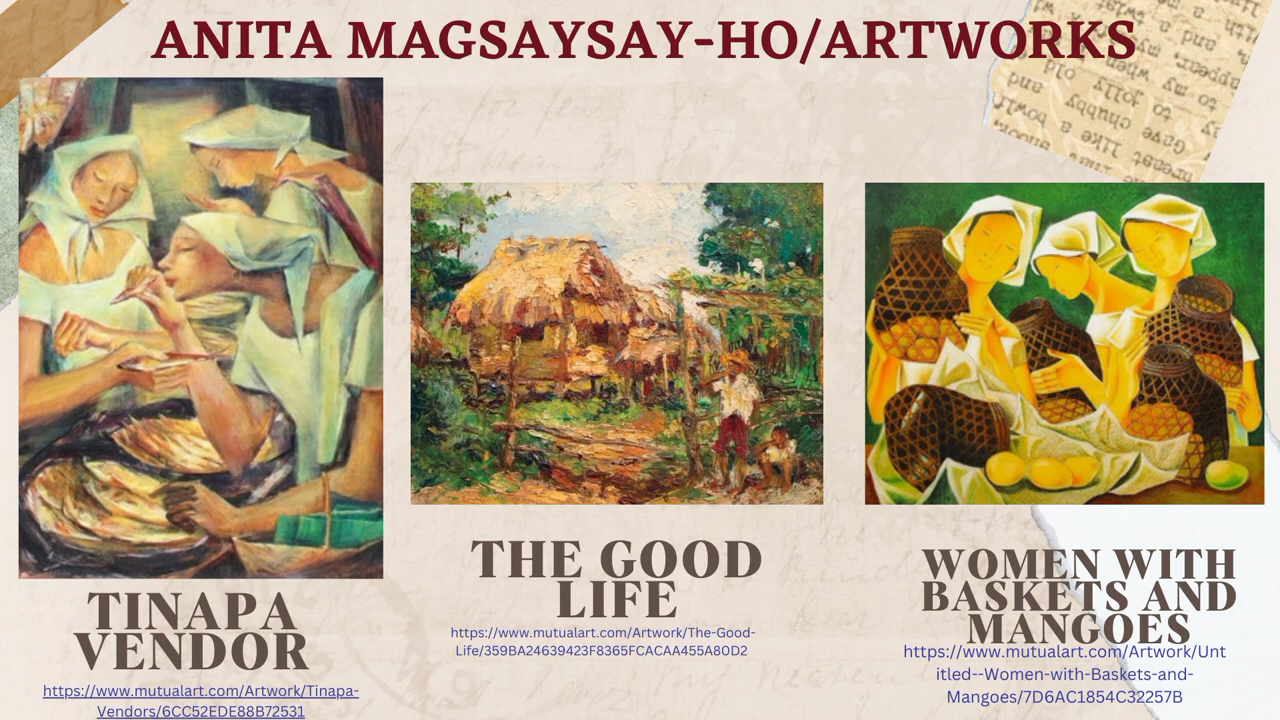 ANITA MAGSAYSAY-HO/ARTWORKS
TINAPA
VENDOR
https://www.mutualart.com/Artwork/Tinapa-
Vendors/6CC52EDE88B72531
THE GOOD
LIFE
https://www.mutualart.com/Artwork/The-Good-
Life/359BA24639423F8365FCACAA455A80D2
WOMEN WITH
BASKETS AND
MANGOES
https://www.mutualart.com/Artwork/Unt
itled--Women-with-Baskets-and-
Mangoes/7D6AC1854C32257B